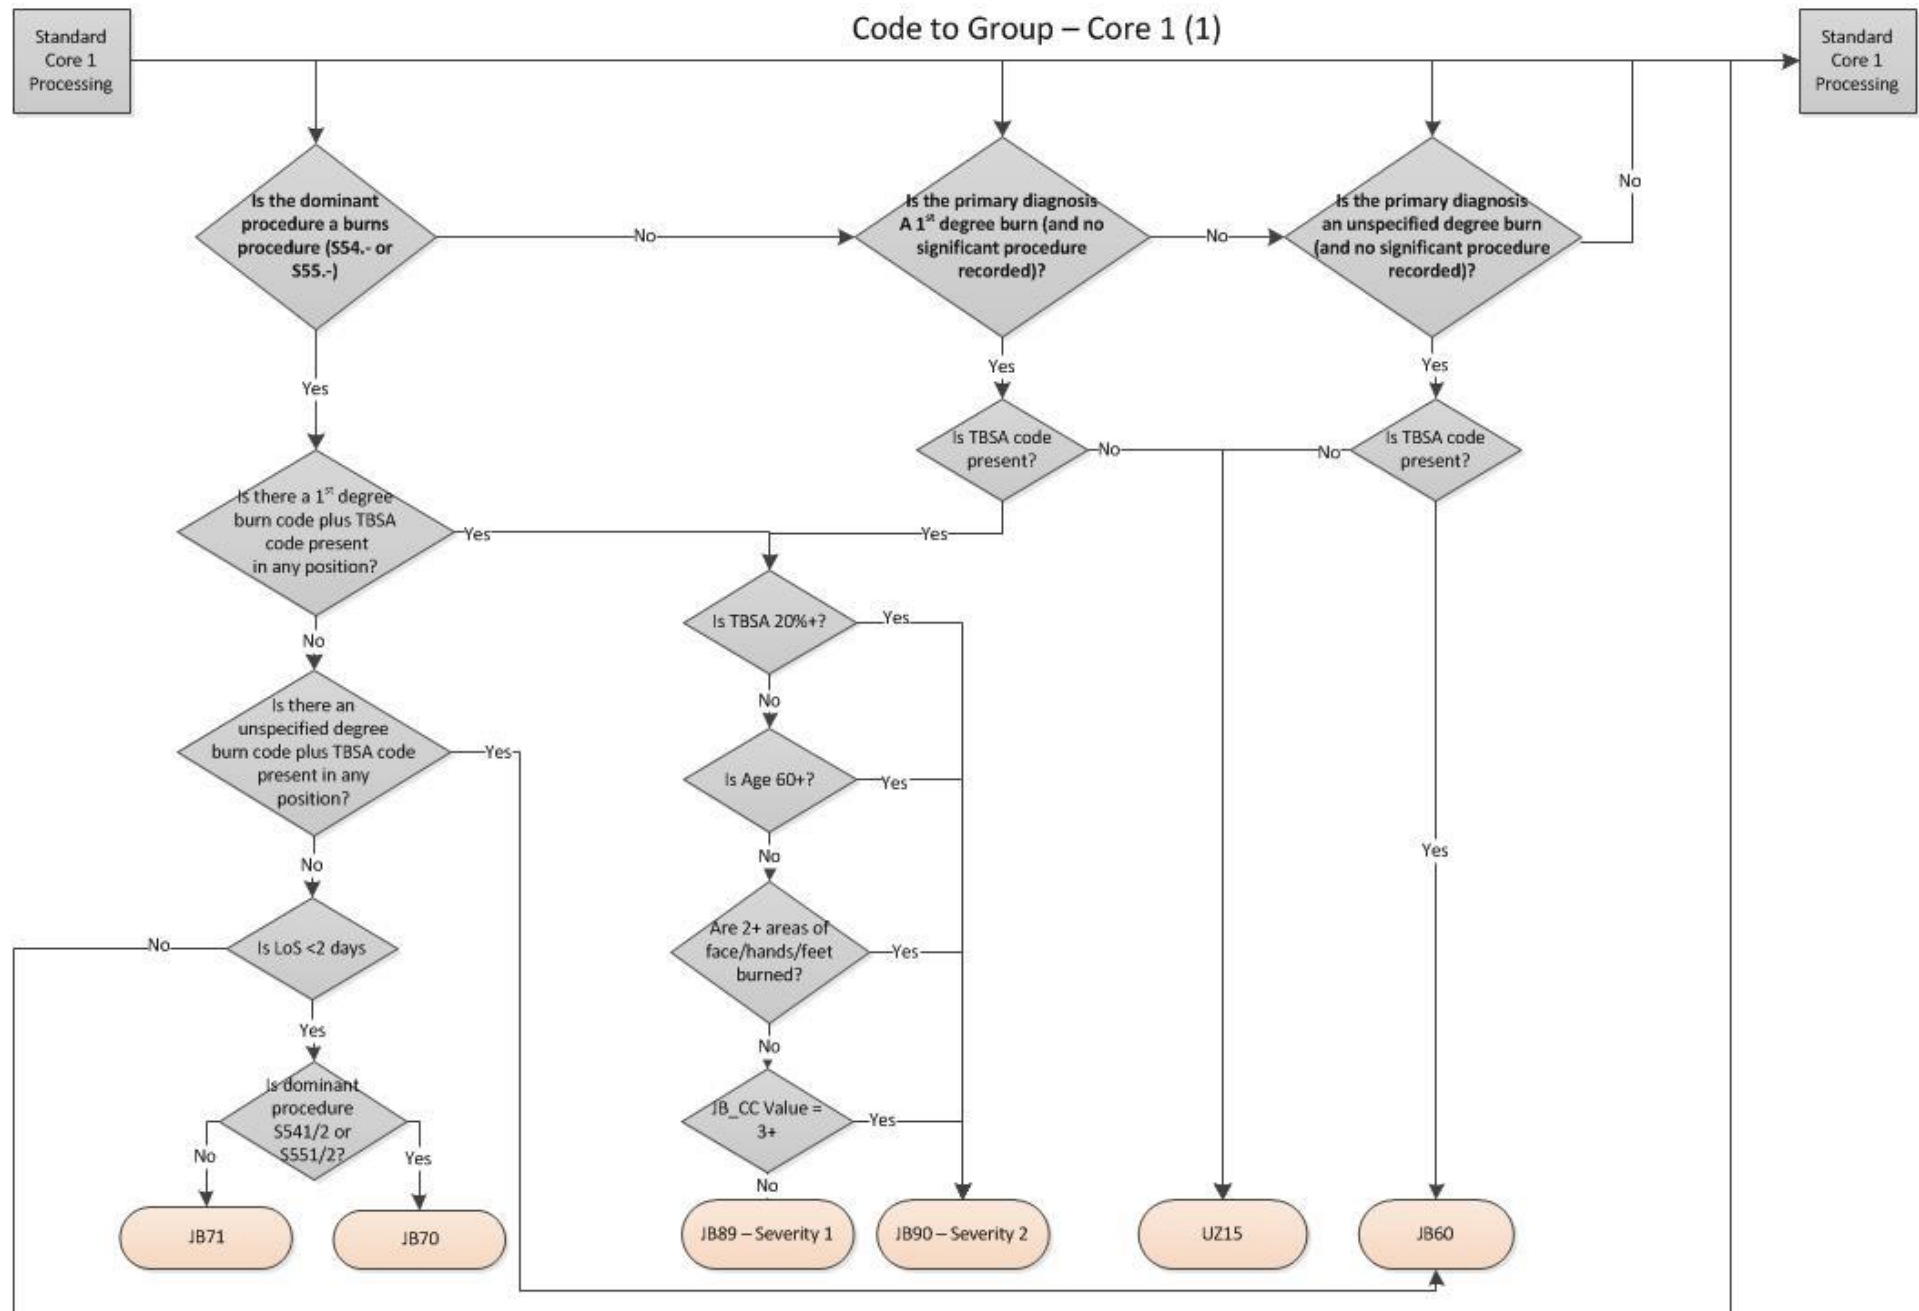 Code to Group – Core 1 (1)
Standard
Core 1
Processing
Standard
Core 1
Processing
Is the dominant
procedure a burns
procedure (S54.- or
S55.-)
No
Is the primary diagnosis
A 1st degree burn (and no
significant procedure
recorded)?
No
Is the primary diagnosis
an unspecified degree burn
(and no significant procedure
recorded)?
No
Yes
Yes
Yes
Is TBSA code
present?
No
No
Is TBSA code
present?
Is there a 1st degree
burn code plus TBSA
code present
in any position?
Yes
Yes
No
Is TBSA 20%+?
Yes
Is there an
unspecified degree
burn code plus TBSA code
present in any
position?
Yes
No
Is Age 60+?
Yes
No
No
Yes
Is LoS <2 days
No
Are 2+ areas of
face/hands/feet
burned?
Yes
Yes
No
Is dominant
procedure
S541/2 or
S551/2?
No
Yes
JB_CC Value =
3+
Yes
No
JB71
JB70
JB89 – Severity 1
JB90 – Severity 2
UZ15
JB60